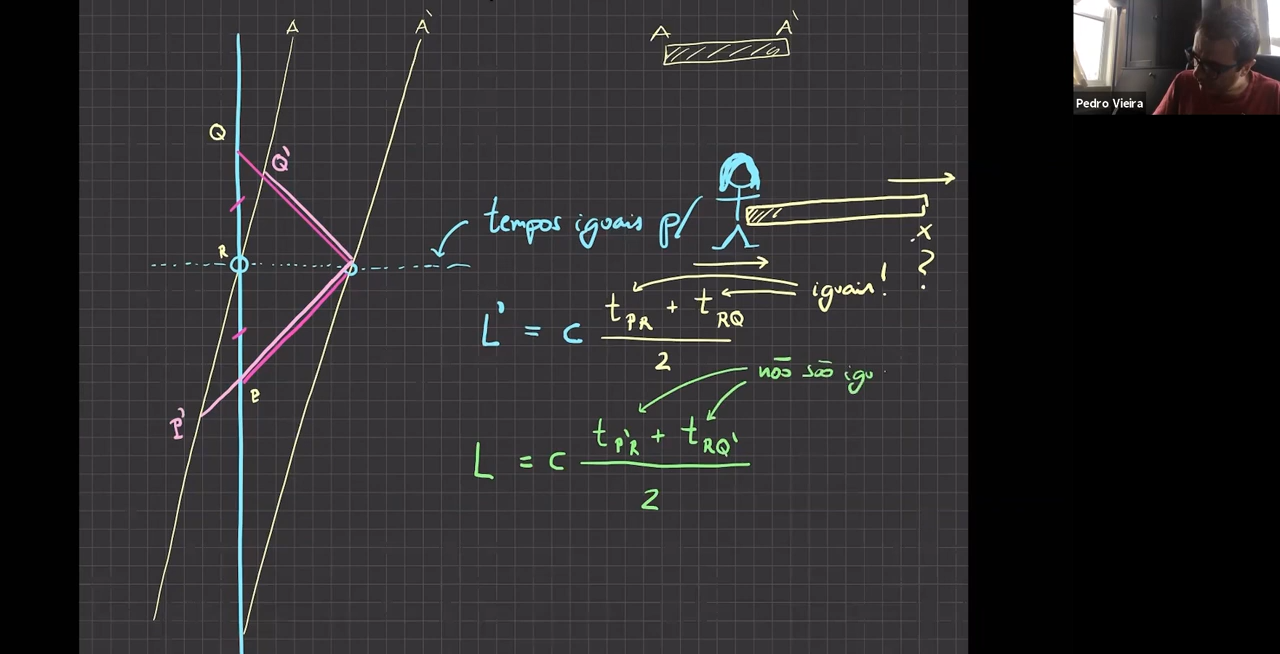 A
A'
A
A'
Pedro Vieira
Q
Q'
tempos iguais p/
R
x
?
iguais!
L' = c (t_PR + t_RQ) / 2
não são igu
P
P'
L = c (t_P'R + t_RQ') / 2